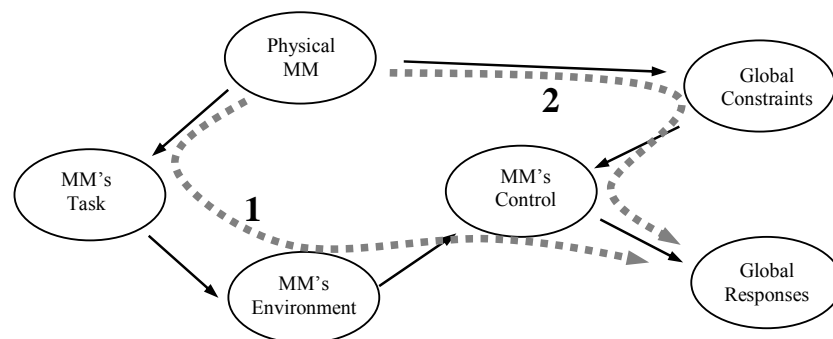 Physical
MM
Global
Constraints
2
MM's
Task
MM's
Control
1
MM's
Environment
Global
Responses